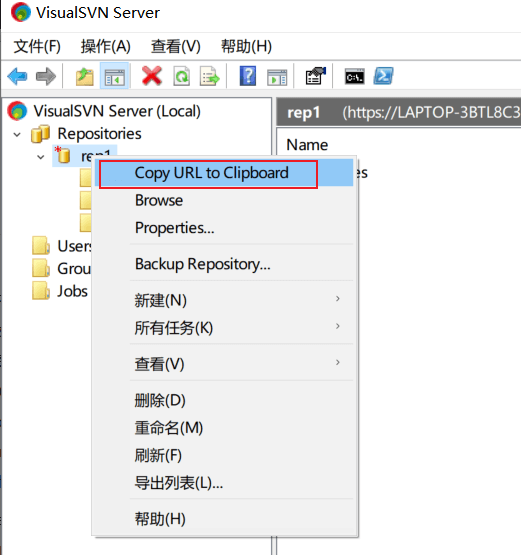 VisualSVN Server
文件(F) 操作(A) 查看(V) 帮助(H)
VisualSVN Server (Local)
Repositories
rep1
Users
Jobs
rep1 (https://LAPTOP-3BTL8C3
Name
Copy URL to Clipboard
Browse
Properties...
Backup Repository...
新建(N)
所有任务(K)
查看(V)
删除(D)
重命名(M)
刷新(F)
导出列表(L)...
帮助(H)